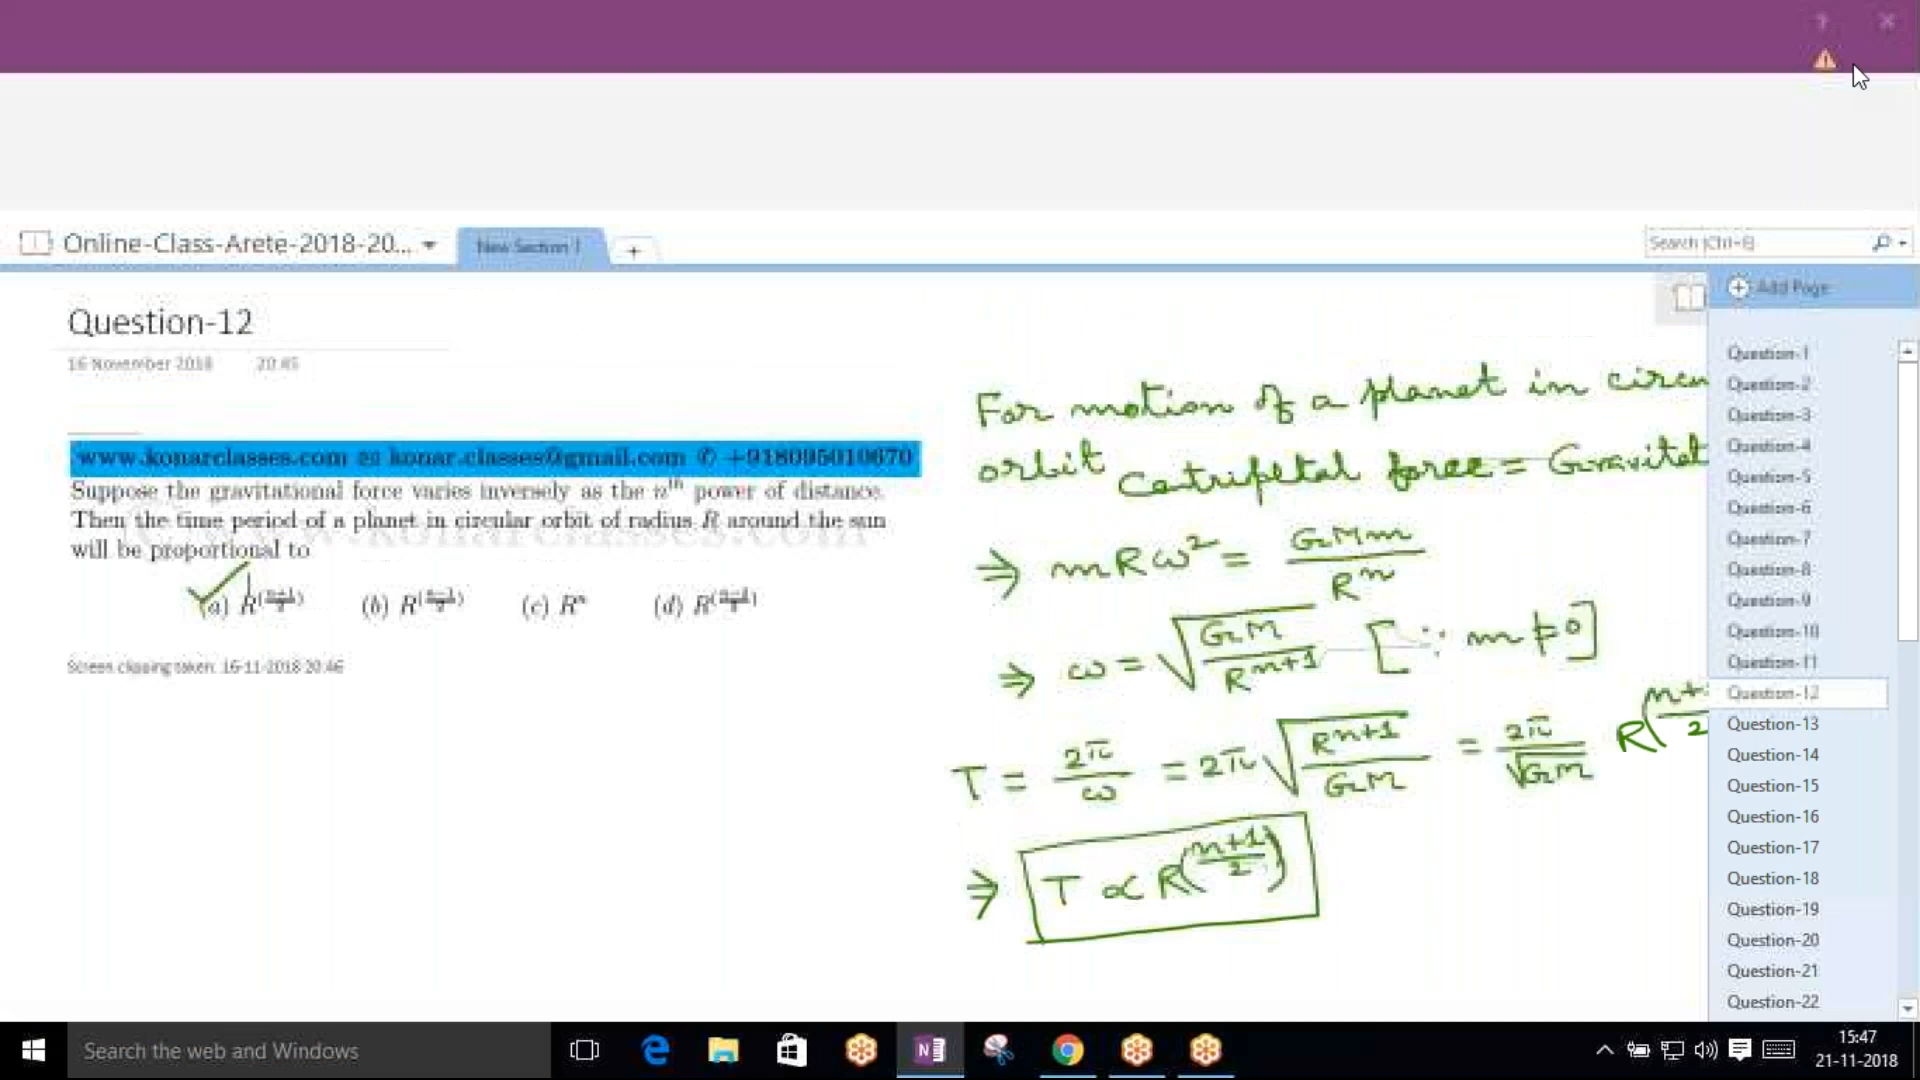 Online-Class-Arete-2018-20...
New Section 1
+
Search (Ctrl+E)
Add Page
Question-12
16 November 2018 20:45
www.konarclasses.com ✉ konar.classes@gmail.com ✆ +918095010670
Suppose the gravitational force varies inversely as the nᵗʰ power of distance.
Then the time period of a planet in circular orbit of radius R around the sun
will be proportional to
(a) R^((n+1)/2) (b) R^((n-1)/2) (c) Rⁿ
Screen clipping taken: 16-11-2018 20:46
For motion of a planet in circu
orbit Centripetal force = Gravitat
⇒ mRω² = GMm/Rⁿ
⇒ ω = √(GM/Rⁿ⁺¹) [∵ m ≠ 0]
T = 2π/ω = 2π √(Rⁿ⁺¹/GM) = 2π/√GM R^(n+/2
⇒ T ∝ R^((n+1)/2)
Question-1
Question-2
Question-3
Question-4
Question-5
Question-6
Question-7
Question-8
Question-9
Question-10
Question-11
Question-12
Question-13
Question-14
Question-15
Question-16
Question-17
Question-18
Question-19
Question-20
Question-21
Question-22
Search the web and Windows
15:47
21-11-2018